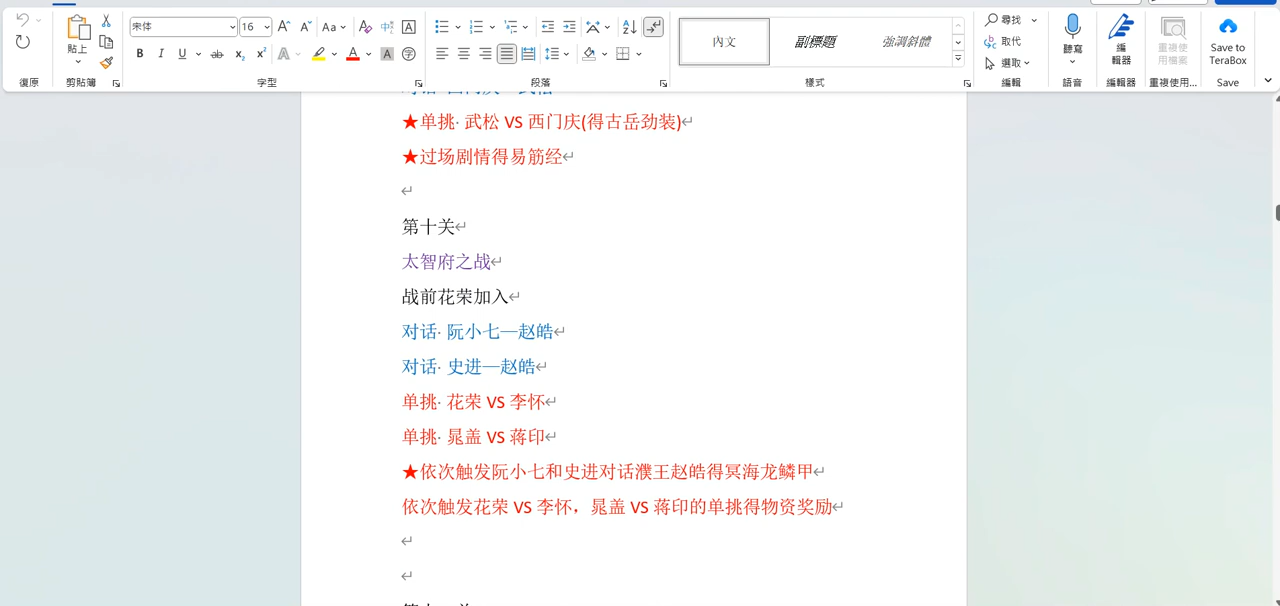 宋体
16
Aa
尋找
取代
選取
貼上
聽寫
編
輯器
重複使
用檔案
Save to
TeraBox
內文
副標題
強調斜體
復原
剪貼簿
字型
段落
樣式
編輯
語音
編輯器
重複使用...
Save
★单挑· 武松 VS 西门庆(得古岳劲装)
★过场剧情得易筋经
第十关
太智府之战
战前花荣加入
对话· 阮小七—赵皓
对话· 史进—赵皓
单挑· 花荣 VS 李怀
单挑· 晁盖 VS 蒋印
★依次触发阮小七和史进对话濮王赵皓得冥海龙鳞甲
依次触发花荣 VS 李怀，晁盖 VS 蒋印的单挑得物资奖励